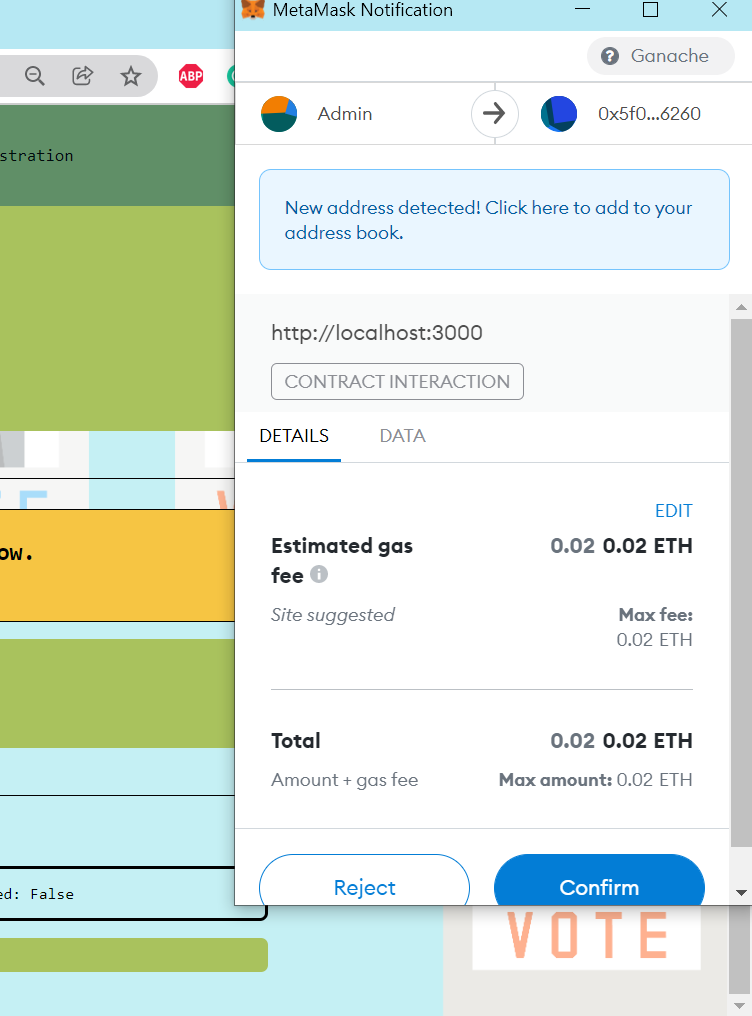 MetaMask Notification
ABP
Ganache
Admin
0x5f0...6260
stration
New address detected! Click here to add to your
address book.
http://localhost:3000
CONTRACT INTERACTION
DETAILS
DATA
EDIT
Estimated gas
fee
0.02 0.02 ETH
Site suggested
Max fee:
0.02 ETH
ow.
Total
0.02 0.02 ETH
Amount + gas fee
Max amount: 0.02 ETH
Reject
Confirm
ed: False
VOTE